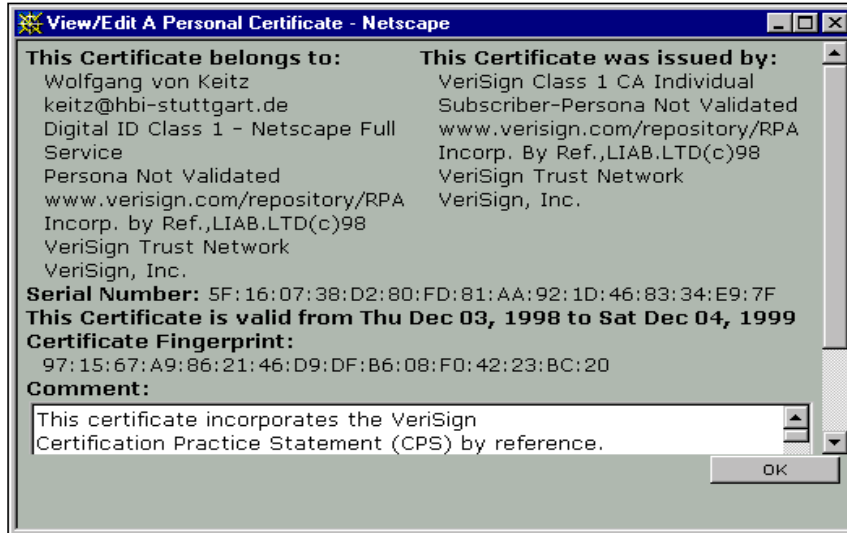 View/Edit A Personal Certificate - Netscape
This Certificate belongs to:
Wolfgang von Keitz
keitz@hbi-stuttgart.de
Digital ID Class 1 - Netscape Full
Service
Persona Not Validated
www.verisign.com/repository/RPA
Incorp. by Ref.,LIAB.LTD(c)98
VeriSign Trust Network
VeriSign, Inc.
This Certificate was issued by:
VeriSign Class 1 CA Individual
Subscriber-Persona Not Validated
www.verisign.com/repository/RPA
Incorp. By Ref.,LIAB.LTD(c)98
VeriSign Trust Network
VeriSign, Inc.
Serial Number: 5F:16:07:38:D2:80:FD:81:AA:92:1D:46:83:34:E9:7F
This Certificate is valid from Thu Dec 03, 1998 to Sat Dec 04, 1999
Certificate Fingerprint:
97:15:67:A9:86:21:46:D9:DF:B6:08:F0:42:23:BC:20
Comment:
This certificate incorporates the VeriSign
Certification Practice Statement (CPS) by reference.
OK